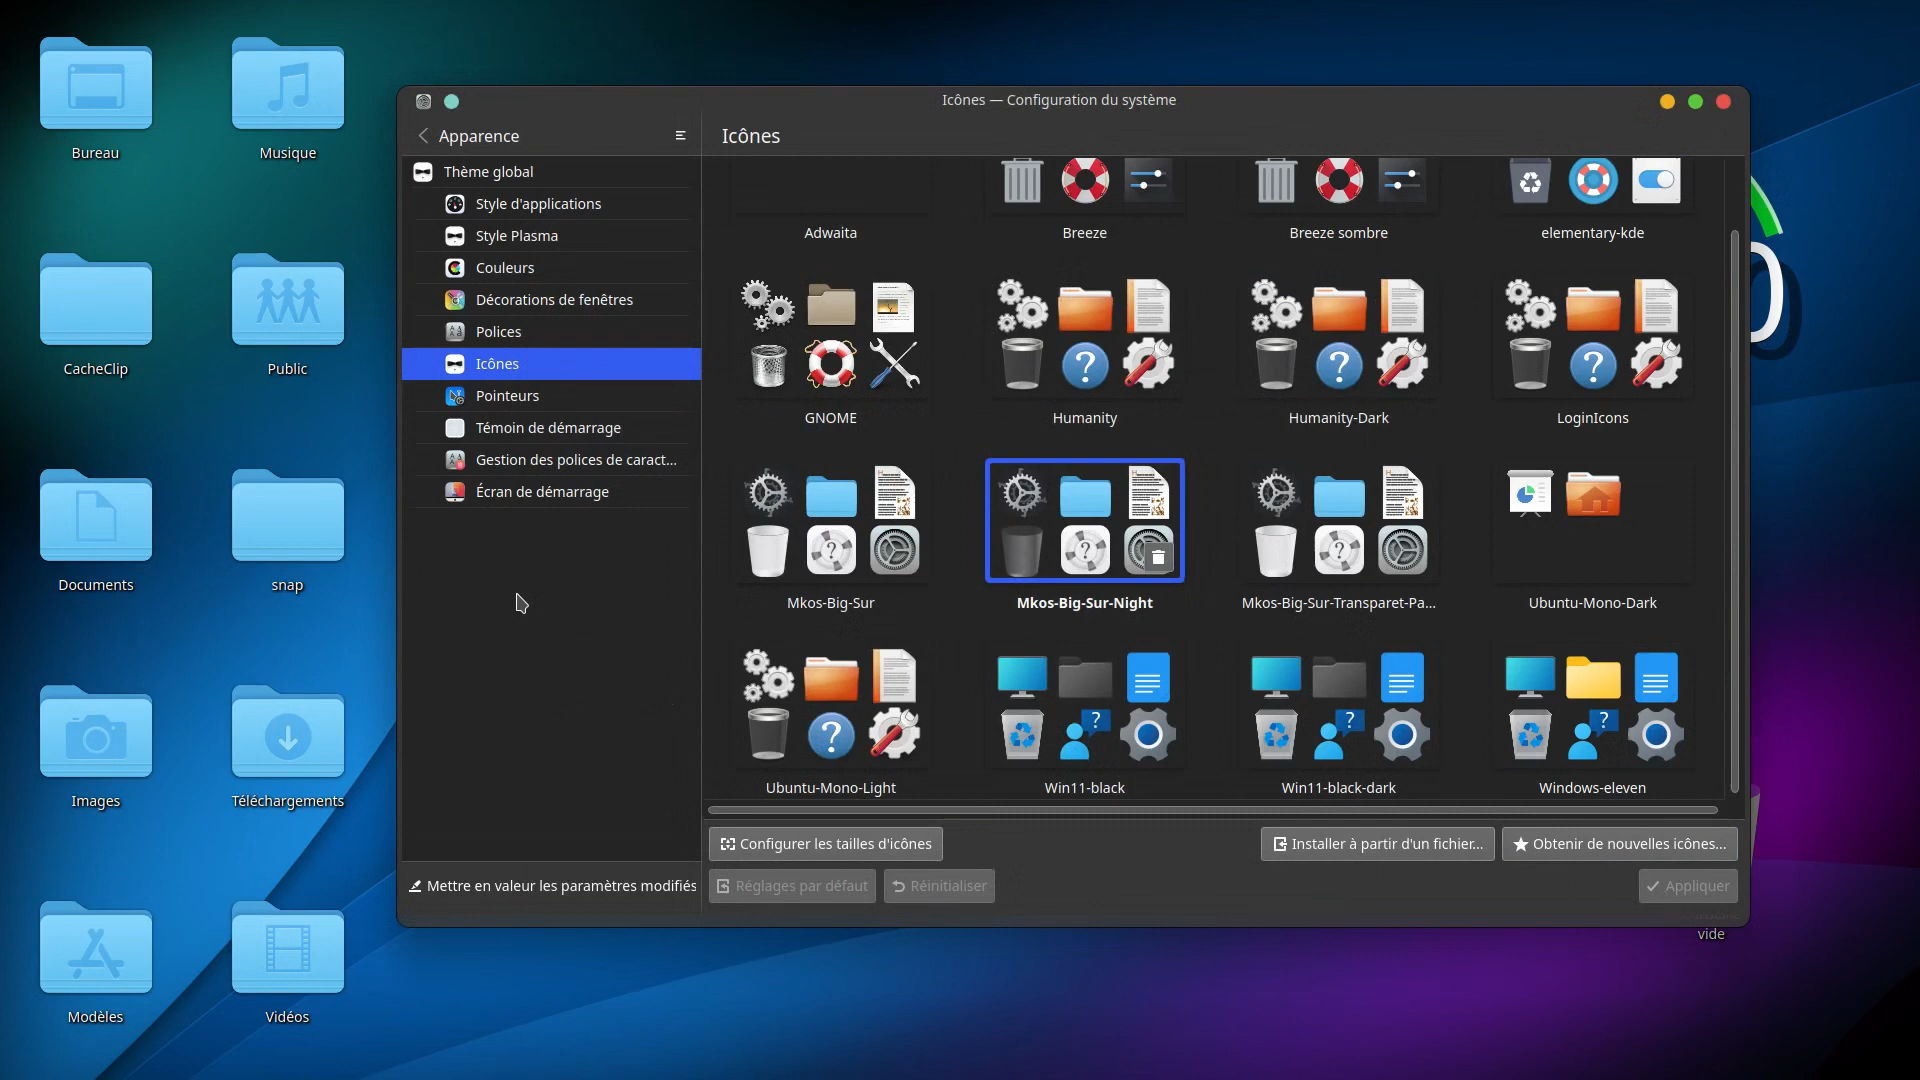 Bureau
Musique
CacheClip
Public
Documents
snap
Images
Téléchargements
Modèles
Vidéos
Icônes — Configuration du système
Apparence
Icônes
Thème global
Style d'applications
Style Plasma
Couleurs
Décorations de fenêtres
Polices
Icônes
Pointeurs
Témoin de démarrage
Gestion des polices de caract...
Écran de démarrage
Mettre en valeur les paramètres modifiés
Adwaita
Breeze
Breeze sombre
elementary-kde
GNOME
Humanity
Humanity-Dark
LoginIcons
Mkos-Big-Sur
Mkos-Big-Sur-Night
Mkos-Big-Sur-Transparet-Pa...
Ubuntu-Mono-Dark
Ubuntu-Mono-Light
Win11-black
Win11-black-dark
Windows-eleven
Configurer les tailles d'icônes
Installer à partir d'un fichier...
Obtenir de nouvelles icônes...
Réglages par défaut
Réinitialiser
Appliquer
vide